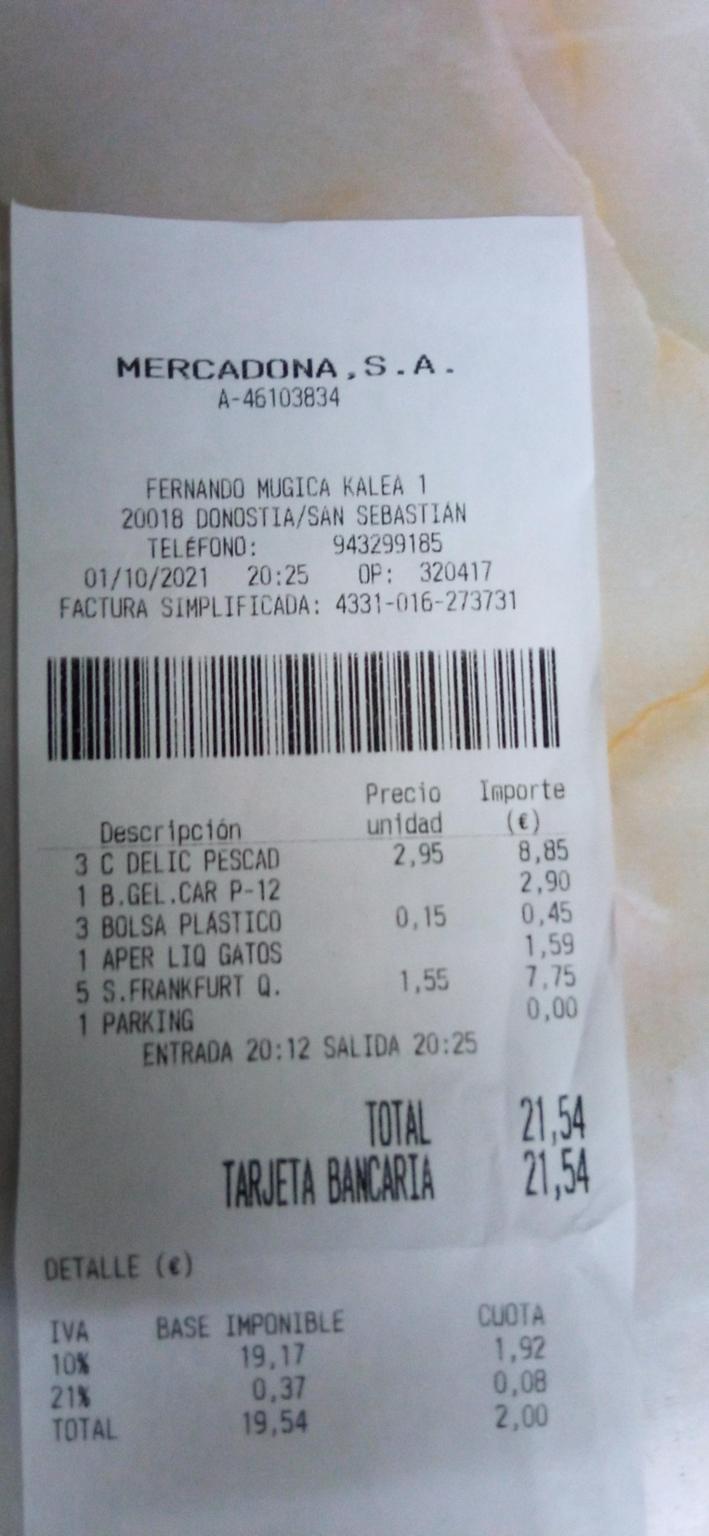 MERCADONA,S.A.
A-46103834
FERNANDO MUGICA KALEA 1
20018 DONOSTIA/SAN SEBASTIÁN
TELÉFONO: 943299185
01/10/2021 20:25 OP: 320417
FACTURA SIMPLIFICADA: 4331-016-273731
Descripción Precio unidad Importe (€)
3 C DELIC PESCAD 2,95 8,85
1 B.GEL.CAR P-12 2,90
3 BOLSA PLÁSTICO 0,15 0,45
1 APER LIQ GATOS 1,59
5 S.FRANKFURT Q. 1,55 7,75
1 PARKING 0,00
ENTRADA 20:12 SALIDA 20:25
TOTAL 21,54
TARJETA BANCARIA 21,54
DETALLE (€)
IVA BASE IMPONIBLE CUOTA
10% 19,17 1,92
21% 0,37 0,08
TOTAL 19,54 2,00